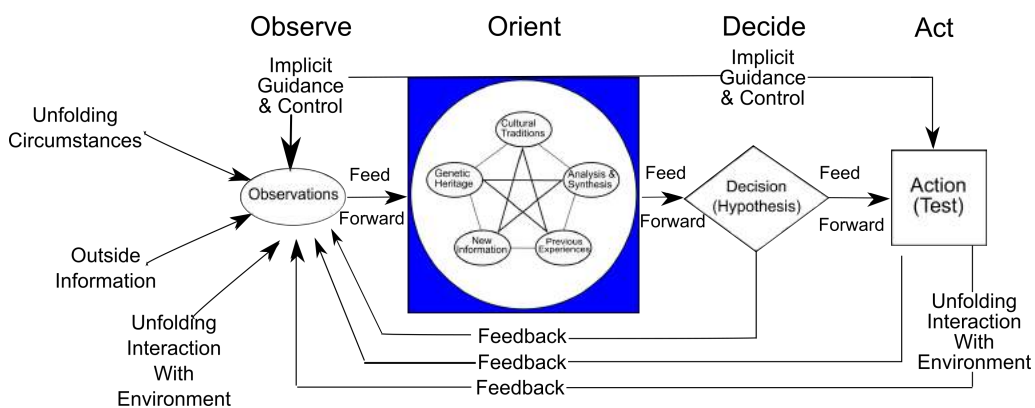 Observe
Orient
Decide
Act
Implicit
Guidance
& Control
Implicit
Guidance
& Control
Unfolding
Circumstances
Observations
Outside
Information
Unfolding
Interaction
With
Environment
Feed
Forward
Cultural
Traditions
Genetic
Heritage
Analysis &
Synthesis
New
Information
Previous
Experiences
Feed
Forward
Decision
(Hypothesis)
Feed
Forward
Action
(Test)
Unfolding
Interaction
With
Environment
Feedback
Feedback
Feedback